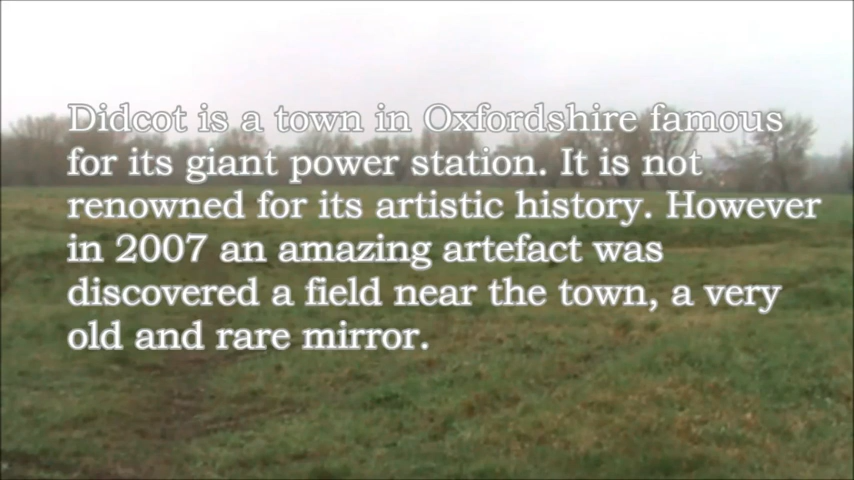 Didcot is a town in Oxfordshire famous
for its giant power station. It is not
renowned for its artistic history. However
in 2007 an amazing artefact was
discovered a field near the town, a very
old and rare mirror.